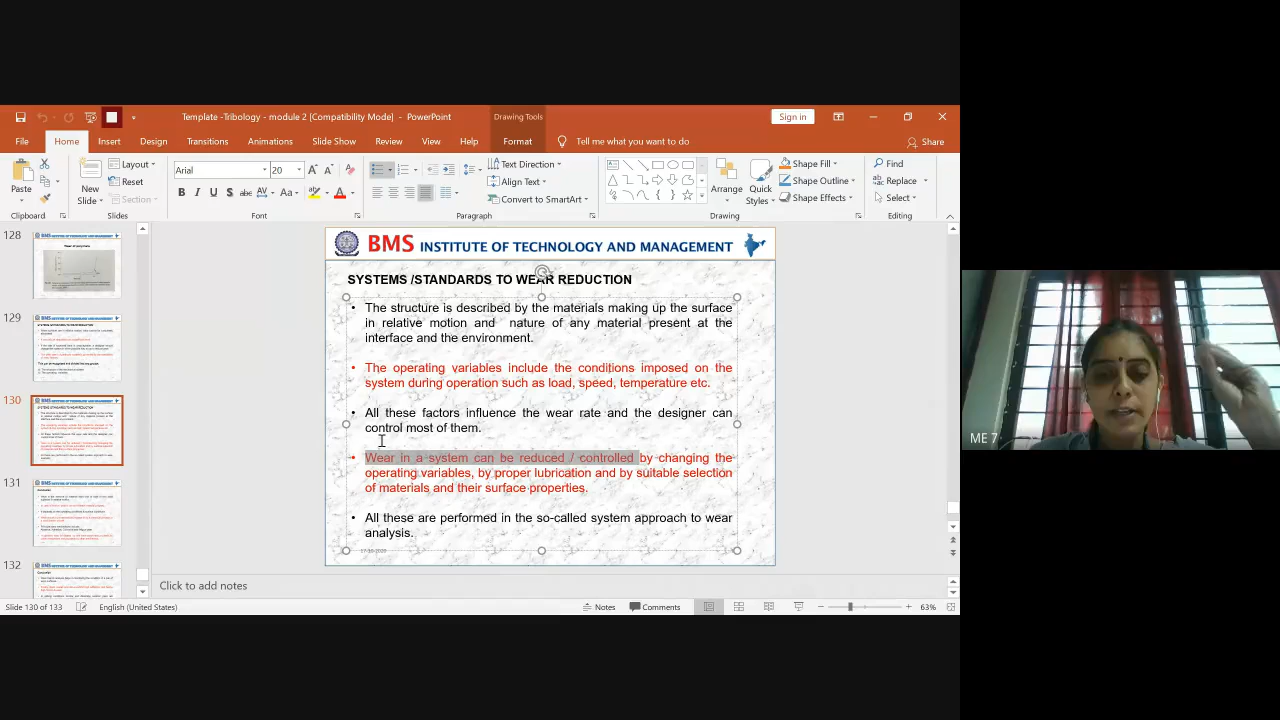 Template -Tribology - module 2 [Compatibility Mode] - PowerPoint
Drawing Tools
Sign in
File
Home
Insert
Design
Transitions
Animations
Slide Show
Review
View
Help
Format
Tell me what you want to do
Share
Paste
Clipboard
New
Slide
Layout
Reset
Section
Slides
Arial
20
Font
Text Direction
Align Text
Convert to SmartArt
Paragraph
Arrange
Quick
Styles
Shape Fill
Shape Outline
Shape Effects
Drawing
Find
Replace
Select
Editing
128
129
130
131
132
BMS INSTITUTE OF TECHNOLOGY AND MANAGEMENT
SYSTEMS /STANDARDS TO WEAR REDUCTION
• The structure is described by the materials making up the surface
in relative motion and nature of any material present at the
interface and the environment.
• The operating variables include the conditions imposed on the
system during operation such as load, speed, temperature etc.
All these factors affect the wear rate and the designer can
control most of them.
• Wear in a system can be reduced / controlled by changing the
operating variables, by proper lubrication and by suitable selection
of materials and their surface properties.
All these are possible only because system approach to wear
analysis.
17-10-2020
ME 7
Click to add notes
Slide 130 of 133
English (United States)
Notes
Comments
63%